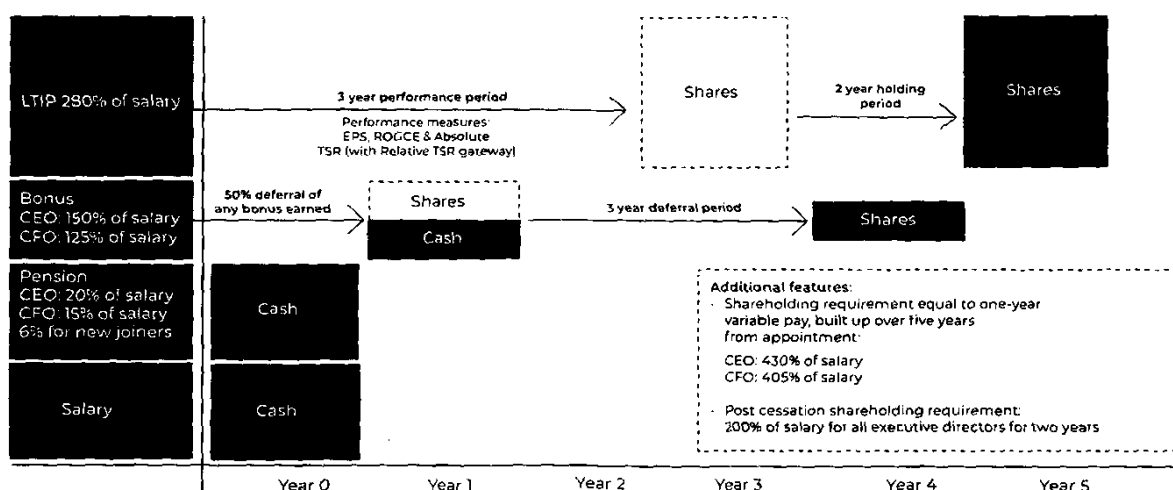 LTIP 280% of salary
3 year performance period
Performance measures:
EPS, ROGCE & Absolute
TSR (with Relative TSR gateway)
Shares
2 year holding
period
Shares
Bonus
CEO: 150% of salary
CFO: 125% of salary
50% deferral of
any bonus earned
Shares
Cash
3 year deferral period
Shares
Pension
CEO: 20% of salary
CFO: 15% of salary
6% for new joiners
Cash
Additional features:
· Shareholding requirement equal to one-year
variable pay, built up over five years
from appointment:
CEO: 430% of salary
CFO: 405% of salary
· Post cessation shareholding requirement:
200% of salary for all executive directors for two years
Salary
Cash
Year 0 Year 1 Year 2 Year 3 Year 4 Year 5